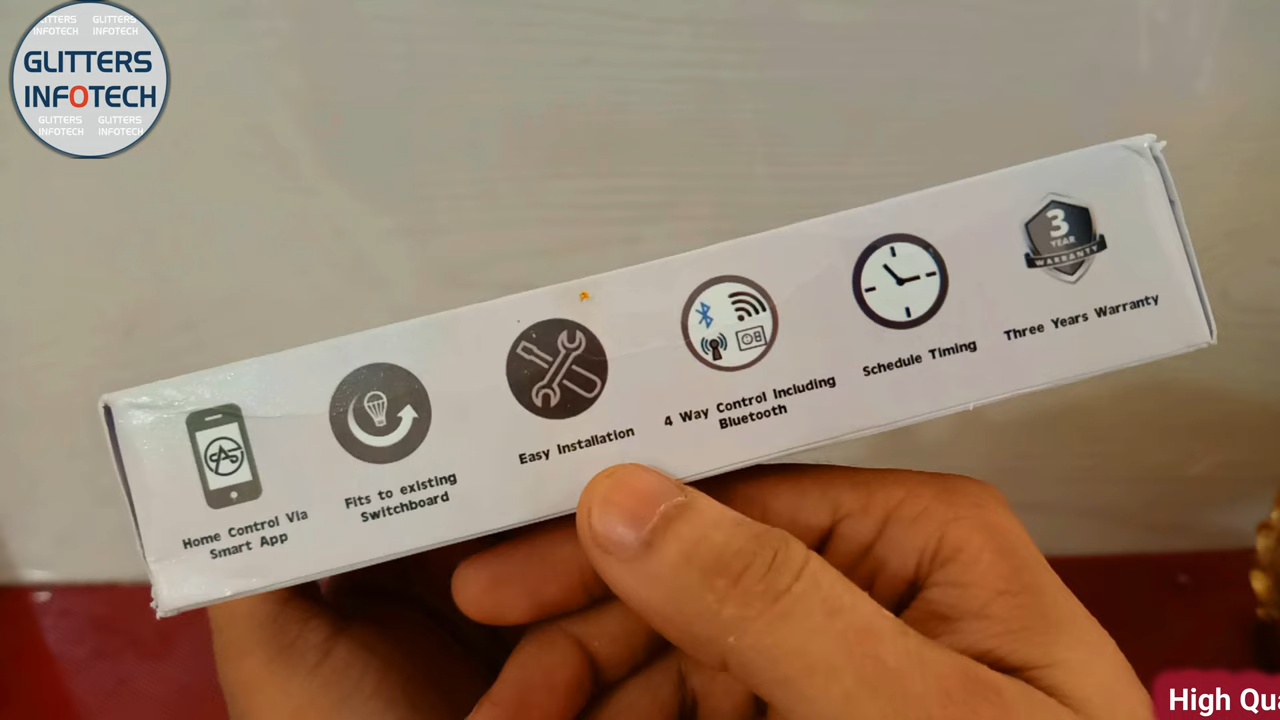 TTERS GLITTERS
INFOTECH INFOTECH
GLITTERS
INFOTECH
GLITTERS GLITTERS
INFOTECH INFOTECH
3
YEAR
WARRANTY
Home Control Via
Smart App
Fits to existing
Switchboard
Easy Installation
4 Way Control Including
Bluetooth
Schedule Timing
Three Years Warranty
High Qua